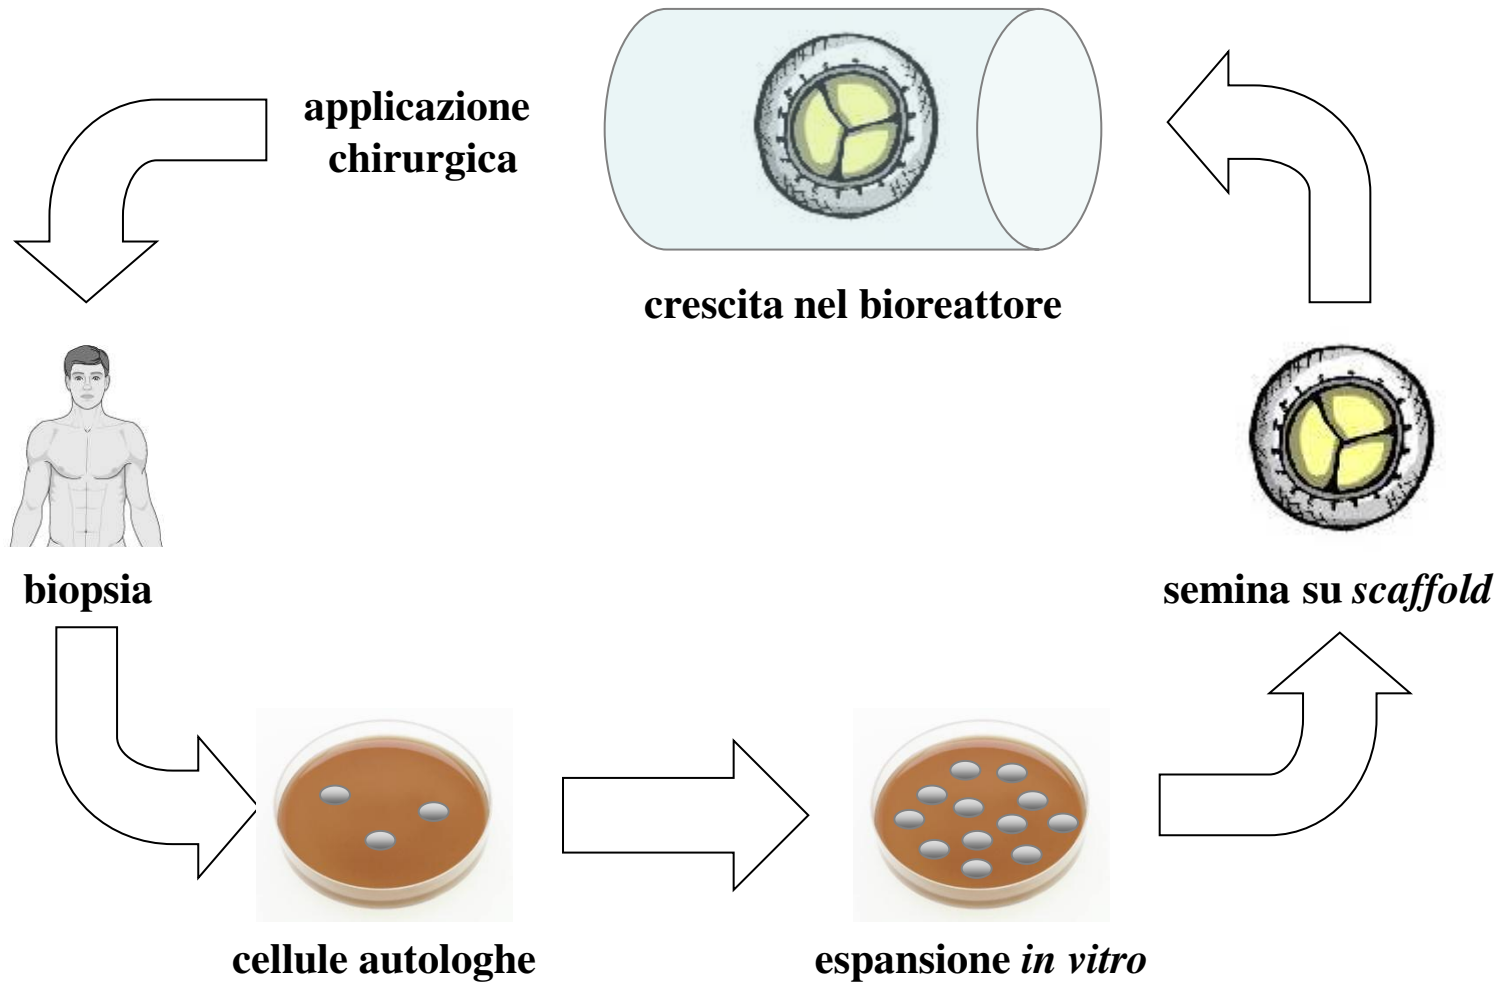 applicazione
chirurgica
crescita nel bioreattore
biopsia
semina su scaffold
cellule autologhe
espansione in vitro